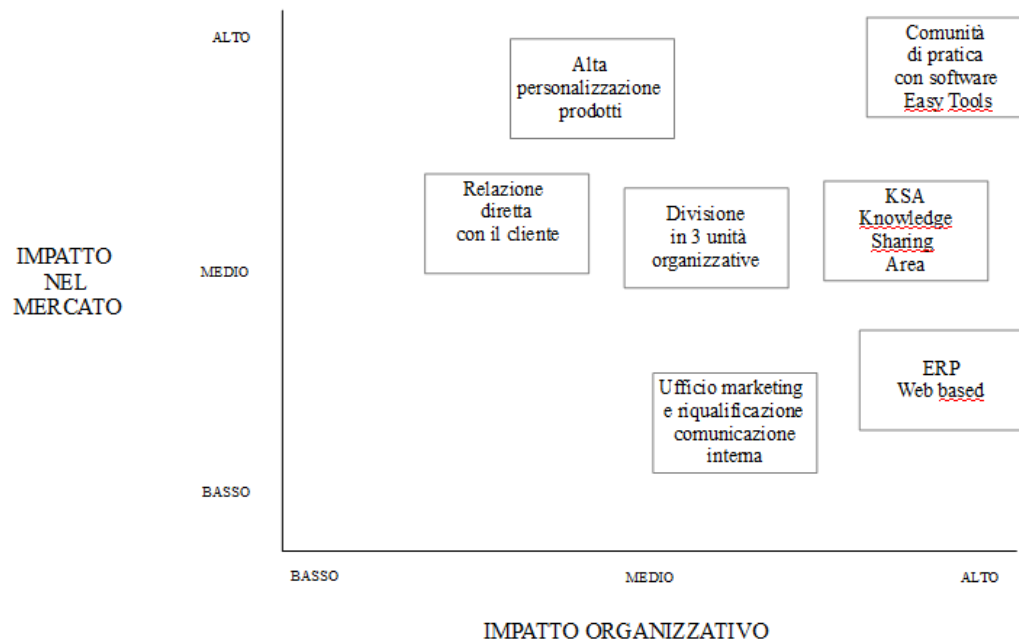 ALTO
Alta
personalizzazione
prodotti
Comunità
di pratica
con software
Easy Tools
Relazione
diretta
con il cliente
Divisione
in 3 unità
organizzative
KSA
Knowledge
Sharing
Area
IMPATTO
NEL
MERCATO
MEDIO
Ufficio marketing
e riqualificazione
comunicazione
interna
ERP
Web based
BASSO
BASSO
MEDIO
ALTO
IMPATTO ORGANIZZATIVO